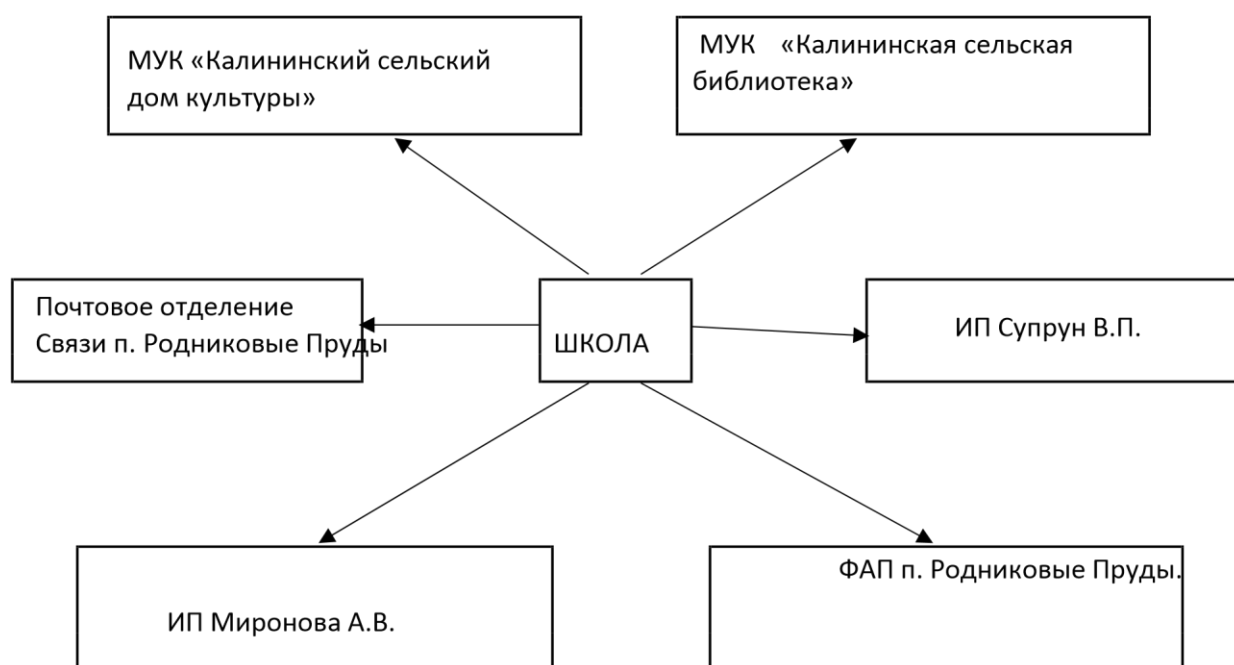 МУК «Калининский сельский
дом культуры»
МУК «Калининская сельская
библиотека»
Почтовое отделение
Связи п. Родниковые Пруды
ШКОЛА
ИП Супрун В.П.
ИП Миронова А.В.
ФАП п. Родниковые Пруды.